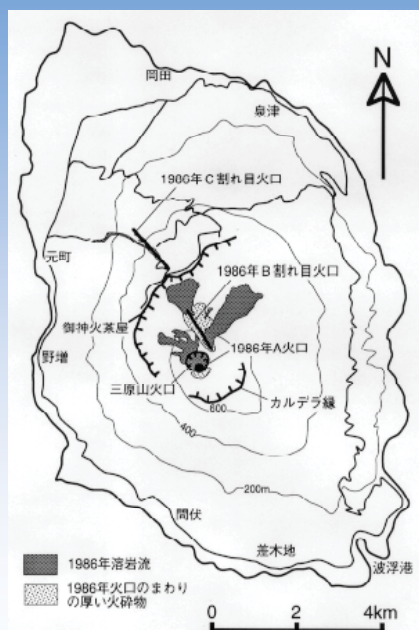 岡田
N
泉津
1986年C割れ目火口
元町
1986年B割れ目火口
御神火茶屋
1986年A火口
野増
三原山火口
カルデラ縁
600
400
200m
間伏
差木地
波浮港
1986年溶岩流
1986年火口のまわり
の厚い火砕物
0 2 4km